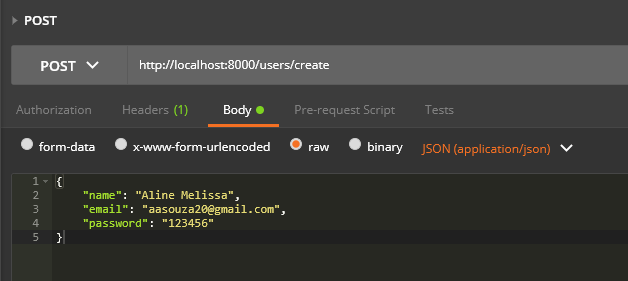 POST
POST http://localhost:8000/users/create
Authorization Headers (1) Body Pre-request Script Tests
form-data x-www-form-urlencoded raw binary JSON (application/json)
1 {
2 "name": "Aline Melissa",
3 "email": "aasouza20@gmail.com",
4 "password": "123456"
5 }